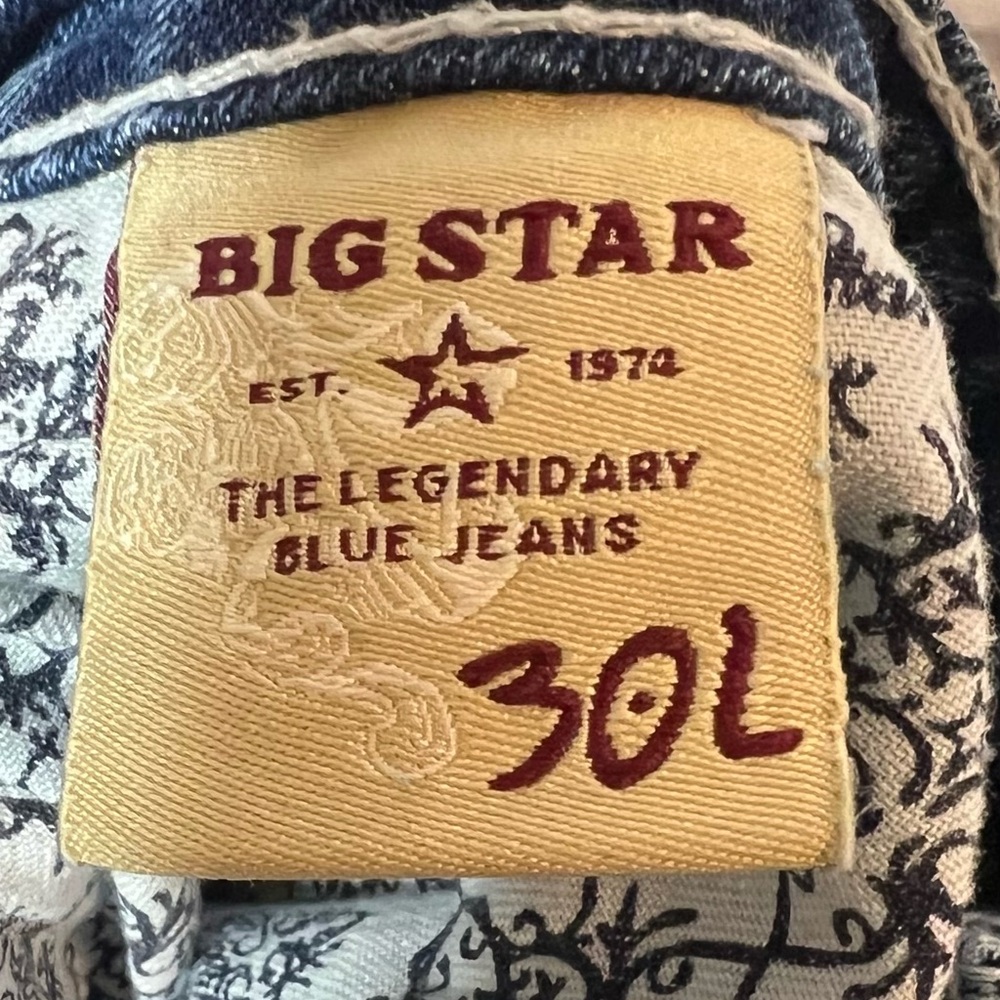 BIG STAR
EST. 1974
THE LEGENDARY
BLUE JEANS
30L